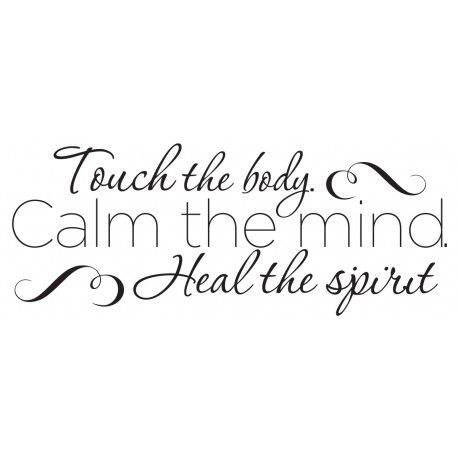 Touch the body.
Calm the mind.
Heal the spirit